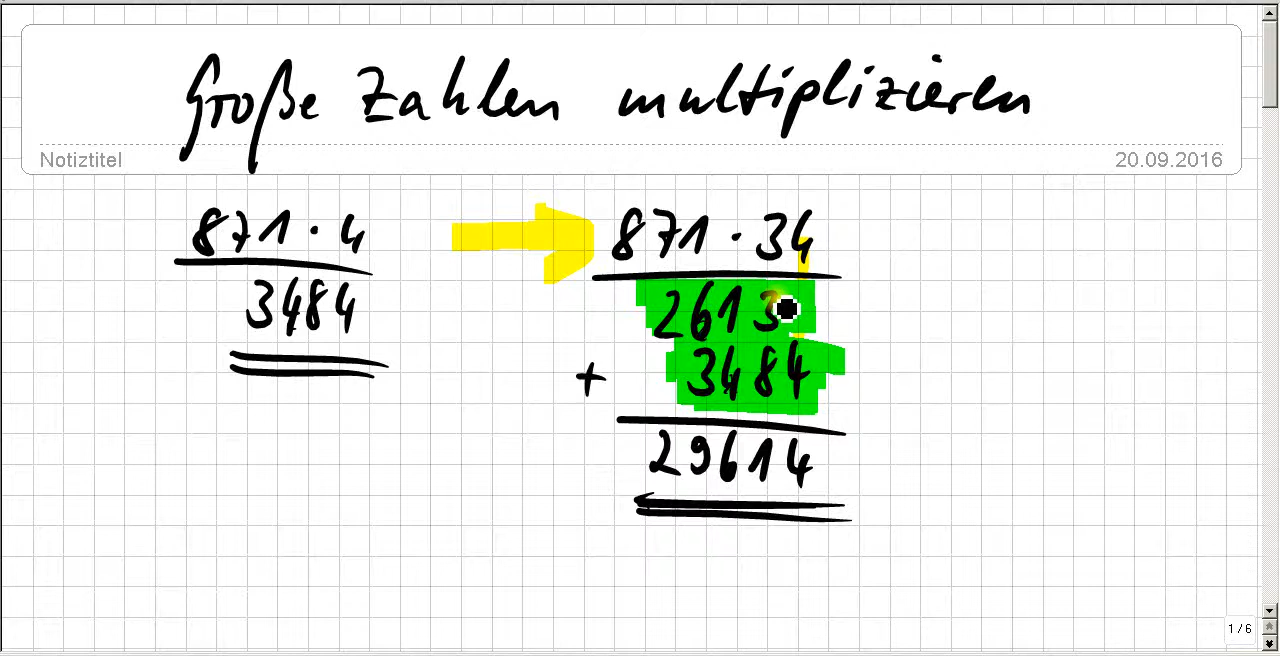 Große Zahlen multiplizieren
Notiztitel
20.09.2016
871 · 4
3484
871 · 34
2613
+ 3484
29614
1 / 6